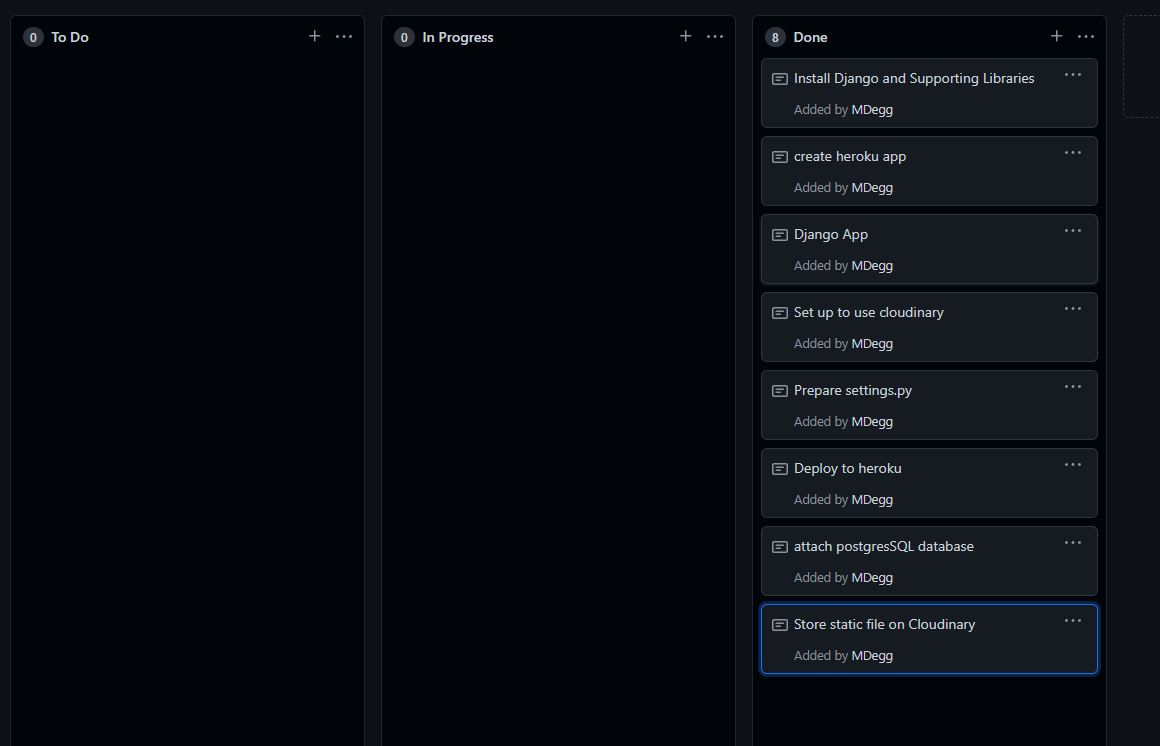 0 To Do
0 In Progress
8 Done
Install Django and Supporting Libraries
Added by MDegg
create heroku app
Added by MDegg
Django App
Added by MDegg
Set up to use cloudinary
Added by MDegg
Prepare settings.py
Added by MDegg
Deploy to heroku
Added by MDegg
attach postgresSQL database
Added by MDegg
Store static file on Cloudinary
Added by MDegg